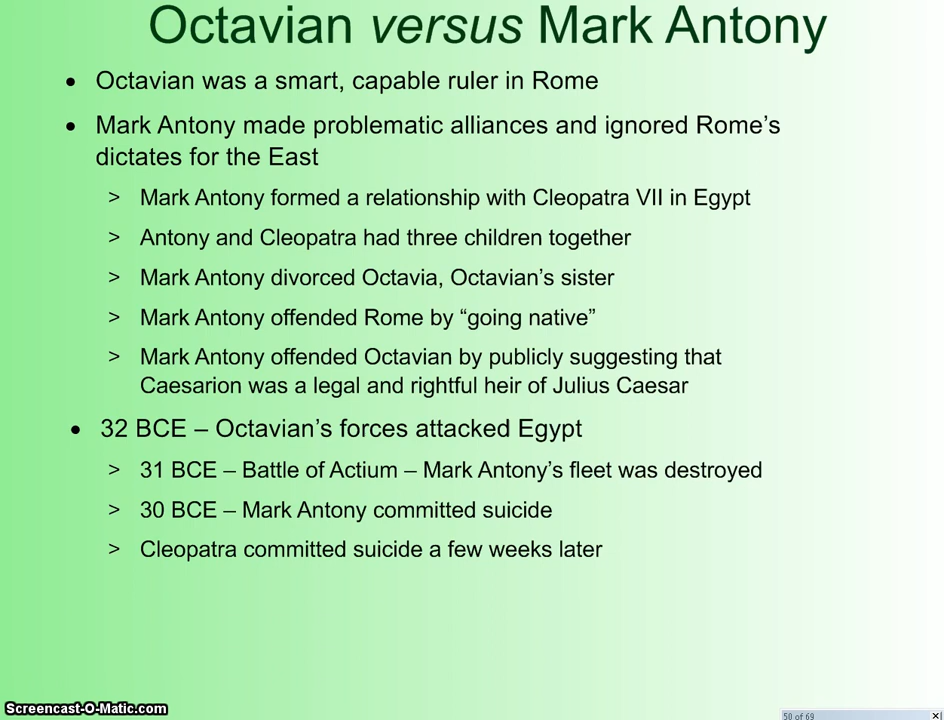 Octavian versus Mark Antony
• Octavian was a smart, capable ruler in Rome
• Mark Antony made problematic alliances and ignored Rome’s
dictates for the East
> Mark Antony formed a relationship with Cleopatra VII in Egypt
> Antony and Cleopatra had three children together
> Mark Antony divorced Octavia, Octavian’s sister
> Mark Antony offended Rome by “going native”
> Mark Antony offended Octavian by publicly suggesting that
Caesarion was a legal and rightful heir of Julius Caesar
• 32 BCE – Octavian’s forces attacked Egypt
> 31 BCE – Battle of Actium – Mark Antony’s fleet was destroyed
> 30 BCE – Mark Antony committed suicide
> Cleopatra committed suicide a few weeks later
Screencast-O-Matic.com
50 of 69